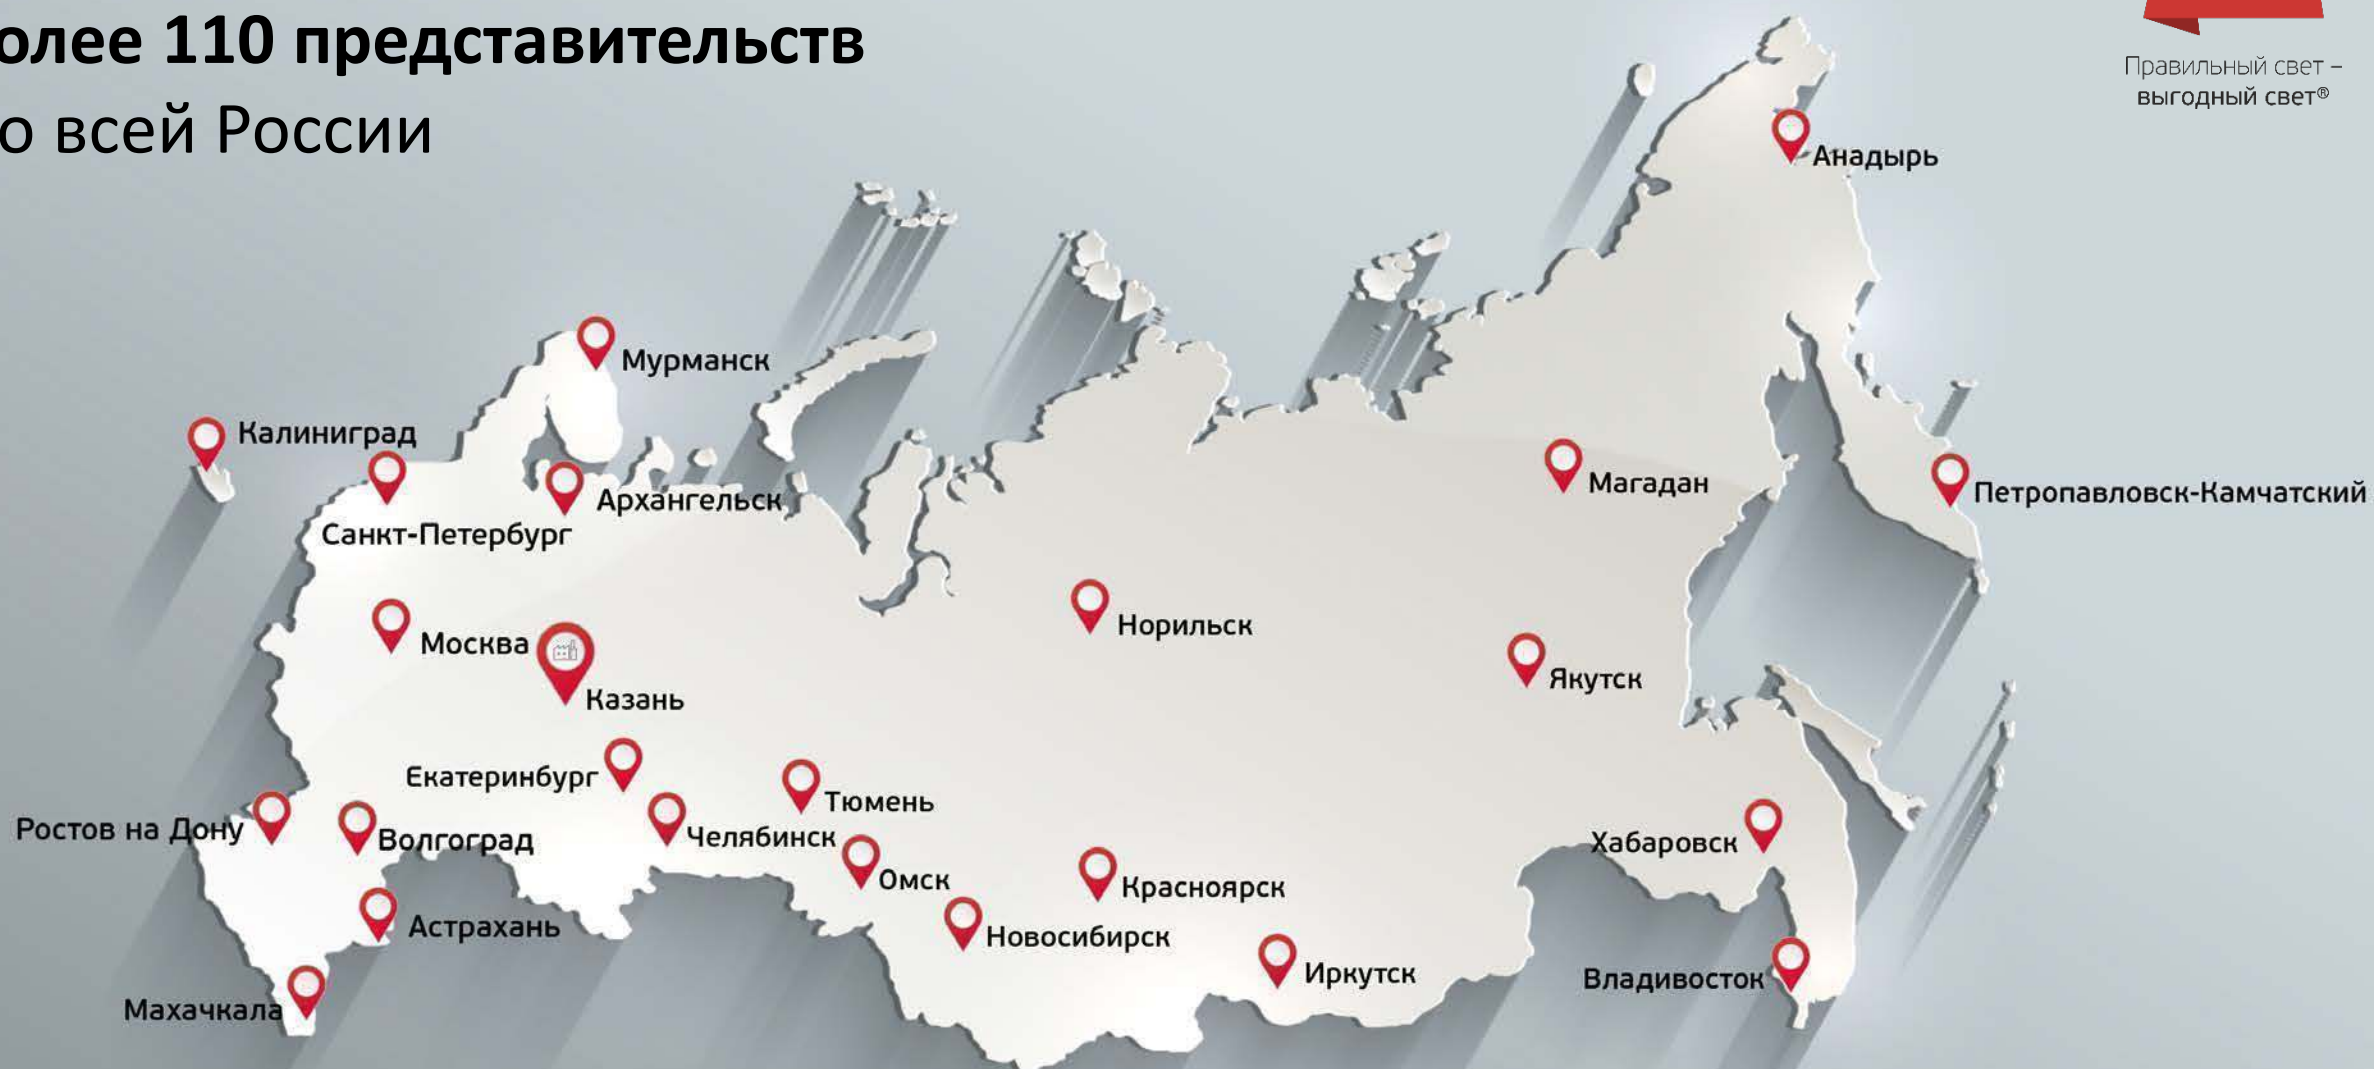 олее 110 представительств
о всей России
Правильный свет –
выгодный свет®
Анадырь
Мурманск
Калиниград
Архангельск
Санкт-Петербург
Магадан
Петропавловск-Камчатский
Москва
Норильск
Казань
Якутск
Екатеринбург
Тюмень
Ростов на Дону
Волгоград
Челябинск
Хабаровск
Омск
Красноярск
Астрахань
Новосибирск
Иркутск
Владивосток
Махачкала